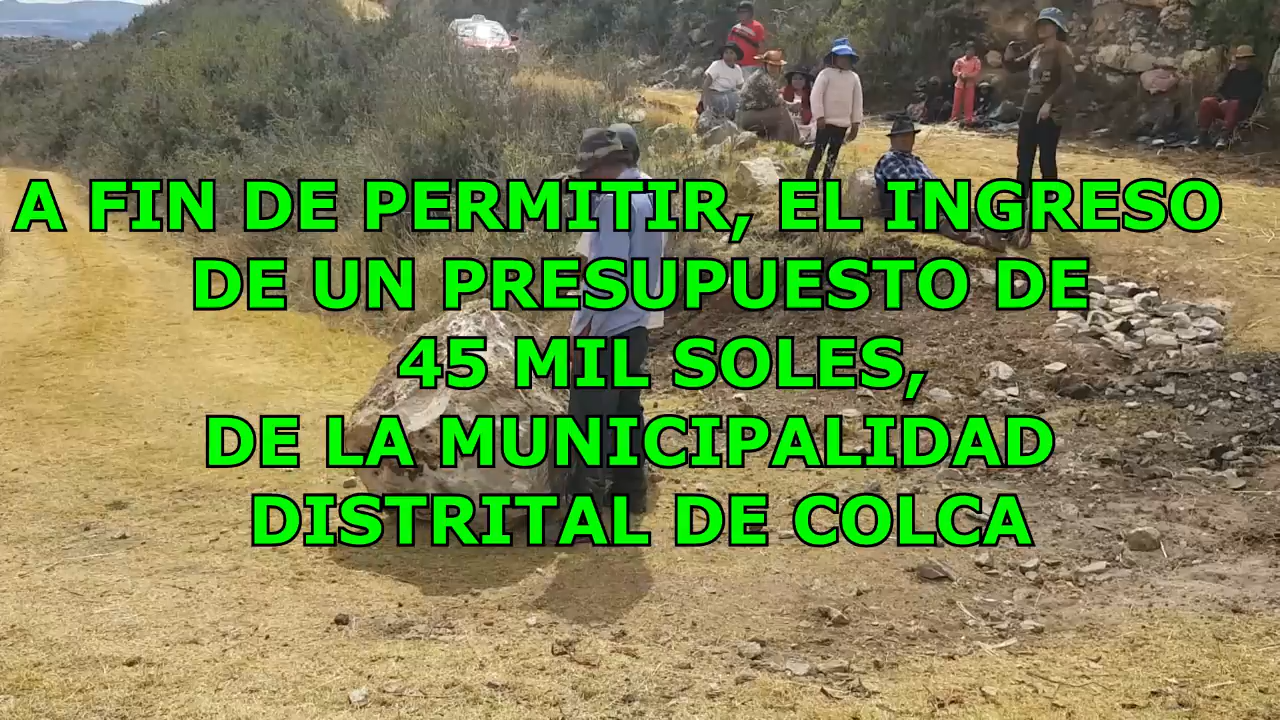 A FIN DE PERMITIR, EL INGRESO
DE UN PRESUPUESTO DE
45 MIL SOLES,
DE LA MUNICIPALIDAD
DISTRITAL DE COLCA